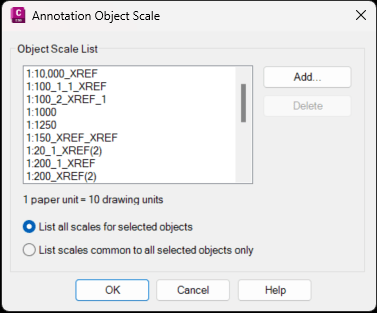 C
CIV
Annotation Object Scale
Object Scale List
1:10,000_XREF
1:100_1_1_XREF
1:100_2_XREF_1
1:1000
1:1250
1:150_XREF_XREF
1:20_1_XREF(2)
1:200_1_XREF
1:200_XREF(2)
Add...
Delete
1 paper unit = 10 drawing units
List all scales for selected objects
List scales common to all selected objects only
OK
Cancel
Help